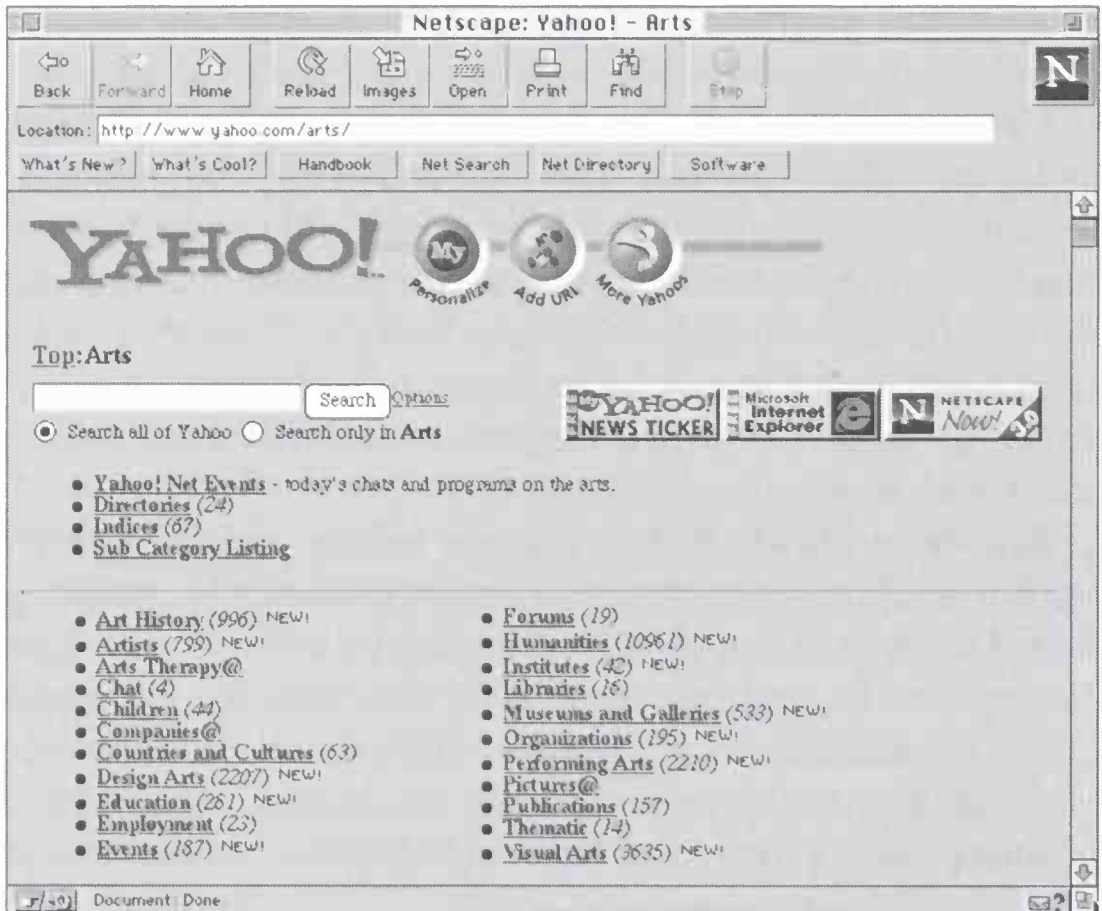 Netscape: Yahoo! - Arts
Back Forward Home Reload Images Open Print Find Stop
N
Location: http://www.yahoo.com/arts/
What's New? What's Cool? Handbook Net Search Net Directory Software
YAHOO! My
Personalize Add URL More Yahoos
Top:Arts
Search Options
Search all of Yahoo Search only in Arts
My YAHOO! NEWS TICKER
Microsoft Internet Explorer
N NETSCAPE Now! 3.0
Yahoo! Net Events - today's chats and programs on the arts.
Directories (24)
Indices (67)
Sub Category Listing
Art History (996) NEW!
Artists (799) NEW!
Arts Therapy@
Chat (4)
Children (44)
Companies@
Countries and Cultures (63)
Design Arts (2207) NEW!
Education (281) NEW!
Employment (23)
Events (187) NEW!
Forums (19)
Humanities (10961) NEW!
Institutes (42) NEW!
Libraries (16)
Museums and Galleries (533) NEW!
Organizations (195) NEW!
Performing Arts (2210) NEW!
Pictures@
Publications (157)
Thematic (14)
Visual Arts (3635) NEW!
Document: Done
?